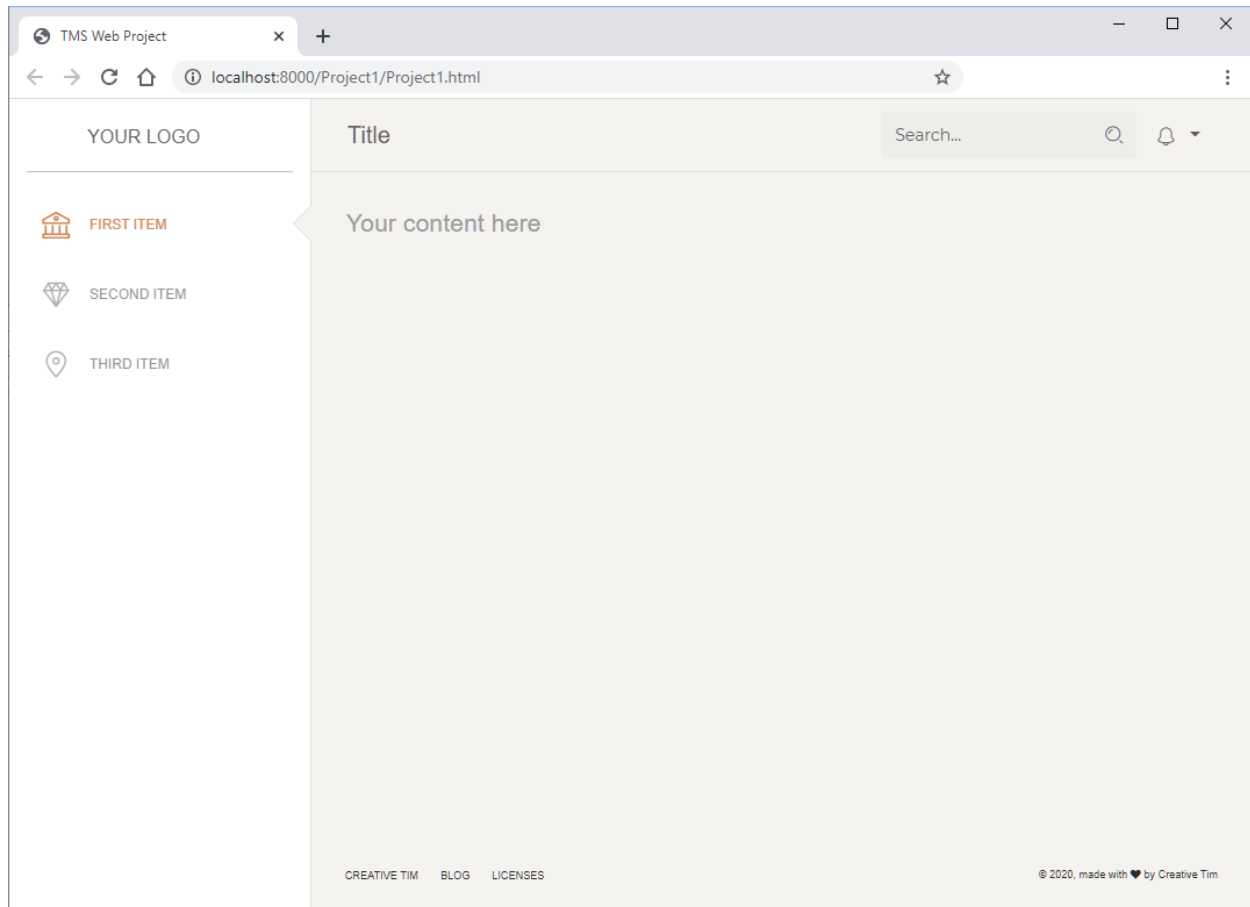 TMS Web Project
localhost:8000/Project1/Project1.html
YOUR LOGO
Title
Search...
FIRST ITEM
Your content here
SECOND ITEM
THIRD ITEM
CREATIVE TIM BLOG LICENSES
© 2020, made with ♥ by Creative Tim